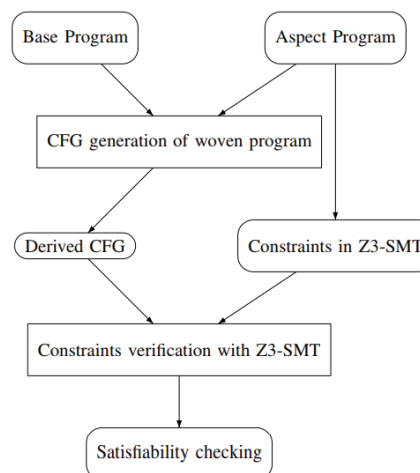 Base Program
Aspect Program
CFG generation of woven program
Derived CFG
Constraints in Z3-SMT
Constraints verification with Z3-SMT
Satisfiability checking